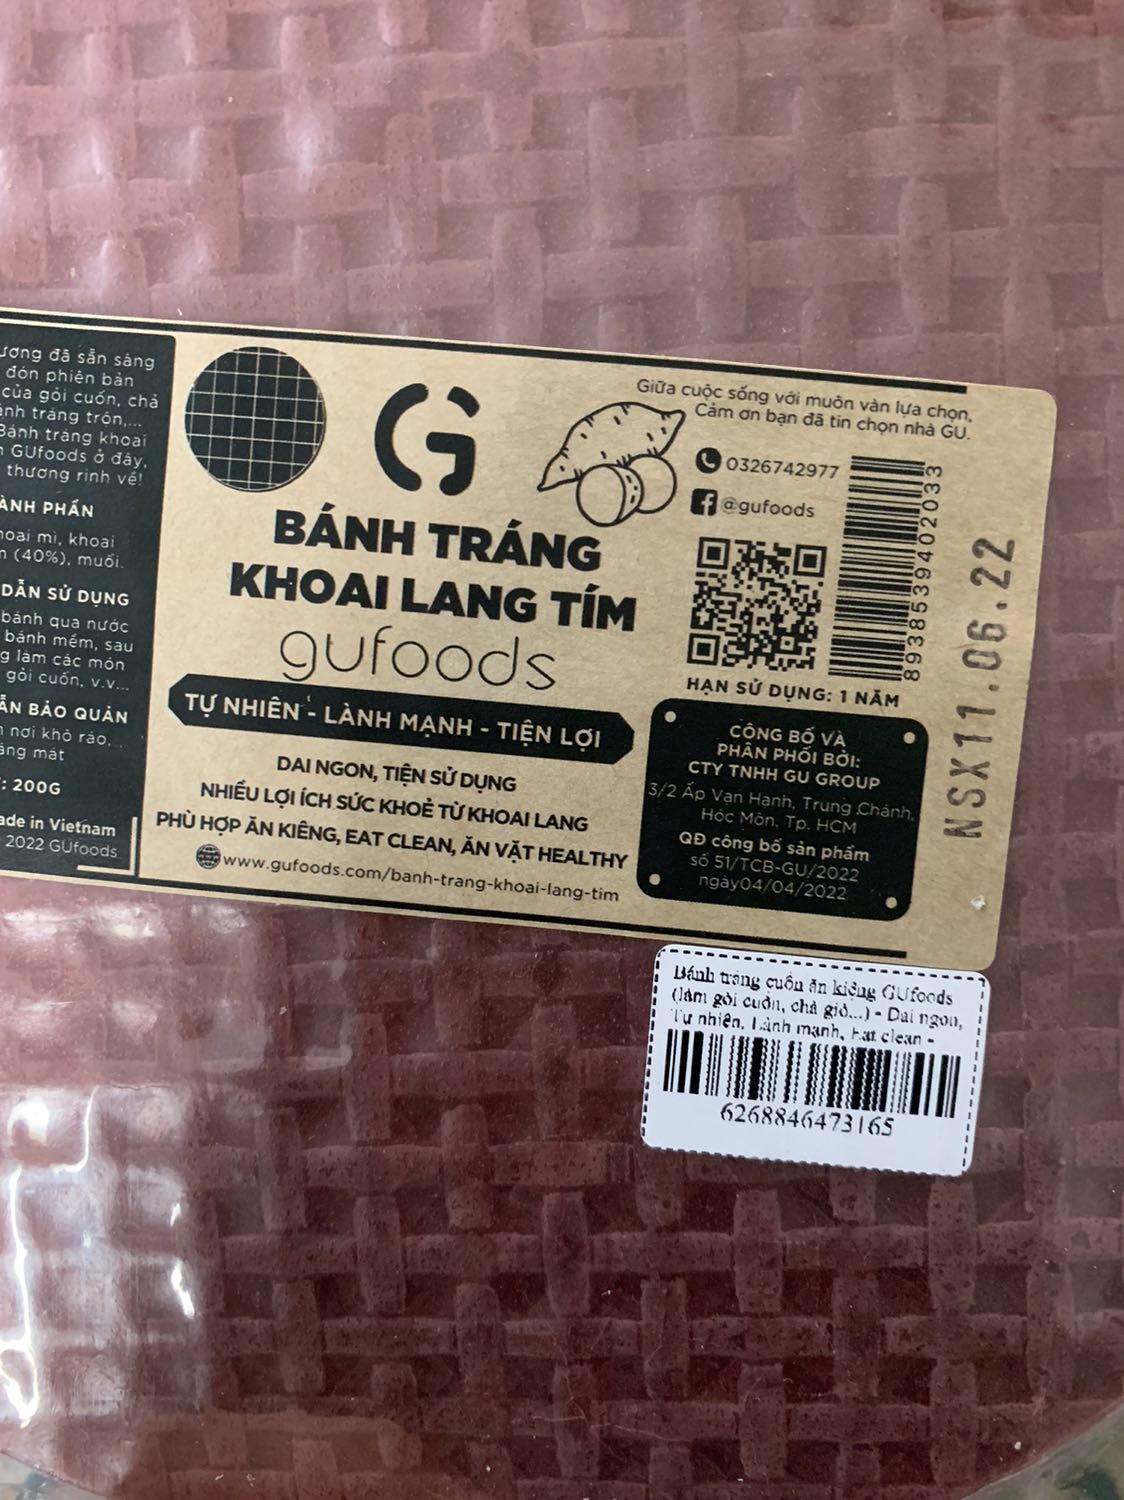 ương đã sẵn sàng
đón phiên bản
của gỏi cuốn, chả
ánh tráng trộn,...
Bánh tráng khoai
GUfoods ở đây,
thương rinh về!
ÀNH PHẦN
hoai mì, khoai
(40%), muối.
DẪN SỬ DỤNG
bánh qua nước
bánh mềm, sau
g làm các món
gỏi cuốn, v.v...
ẪN BẢO QUẢN
nơi khô ráo,
áng mát
: 200G
ade in Vietnam
2022 GUfoods
G
BÁNH TRÁNG
KHOAI LANG TÍM
gufoods
TỰ NHIÊN - LÀNH MẠNH - TIỆN LỢI
DAI NGON, TIỆN SỬ DỤNG
NHIỀU LỢI ÍCH SỨC KHOẺ TỪ KHOAI LANG
PHÙ HỢP ĂN KIÊNG, EAT CLEAN, ĂN VẶT HEALTHY
www.gufoods.com/banh-trang-khoai-lang-tim
Giữa cuộc sống với muôn vàn lựa chọn,
Cảm ơn bạn đã tin chọn nhà GU.
0326742977
@gufoods
8938539402033
HẠN SỬ DỤNG: 1 NĂM
CÔNG BỐ VÀ
PHÂN PHỐI BỞI:
CTY TNHH GU GROUP
3/2 Ấp Vạn Hạnh, Trung Chánh,
Hóc Môn, Tp. HCM
QĐ công bố sản phẩm
số 51/TCB-GU/2022
ngày04/04/2022
NSX11.06.22
Bánh tráng cuốn ăn kiêng GUfoods
(làm gỏi cuốn, chả giò...) - Dai ngon,
Tự nhiên, Lành mạnh, Eat clean -
6268846473165